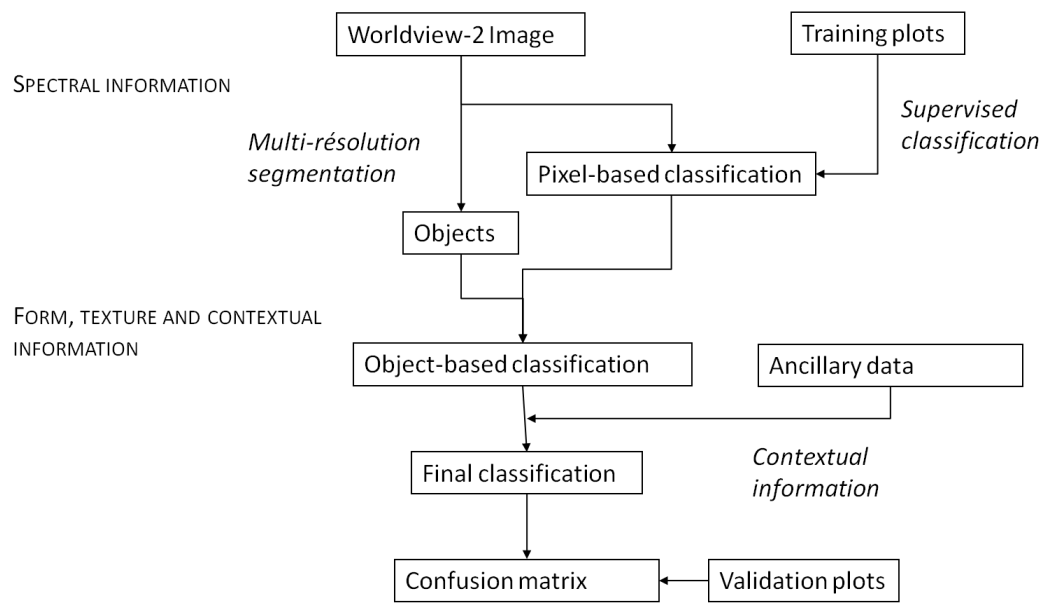 Worldview-2 Image
Training plots
SPECTRAL INFORMATION
Supervised
classification
Multi-résolution
segmentation
Pixel-based classification
Objects
FORM, TEXTURE AND CONTEXTUAL
INFORMATION
Object-based classification
Ancillary data
Contextual
information
Final classification
Confusion matrix
Validation plots